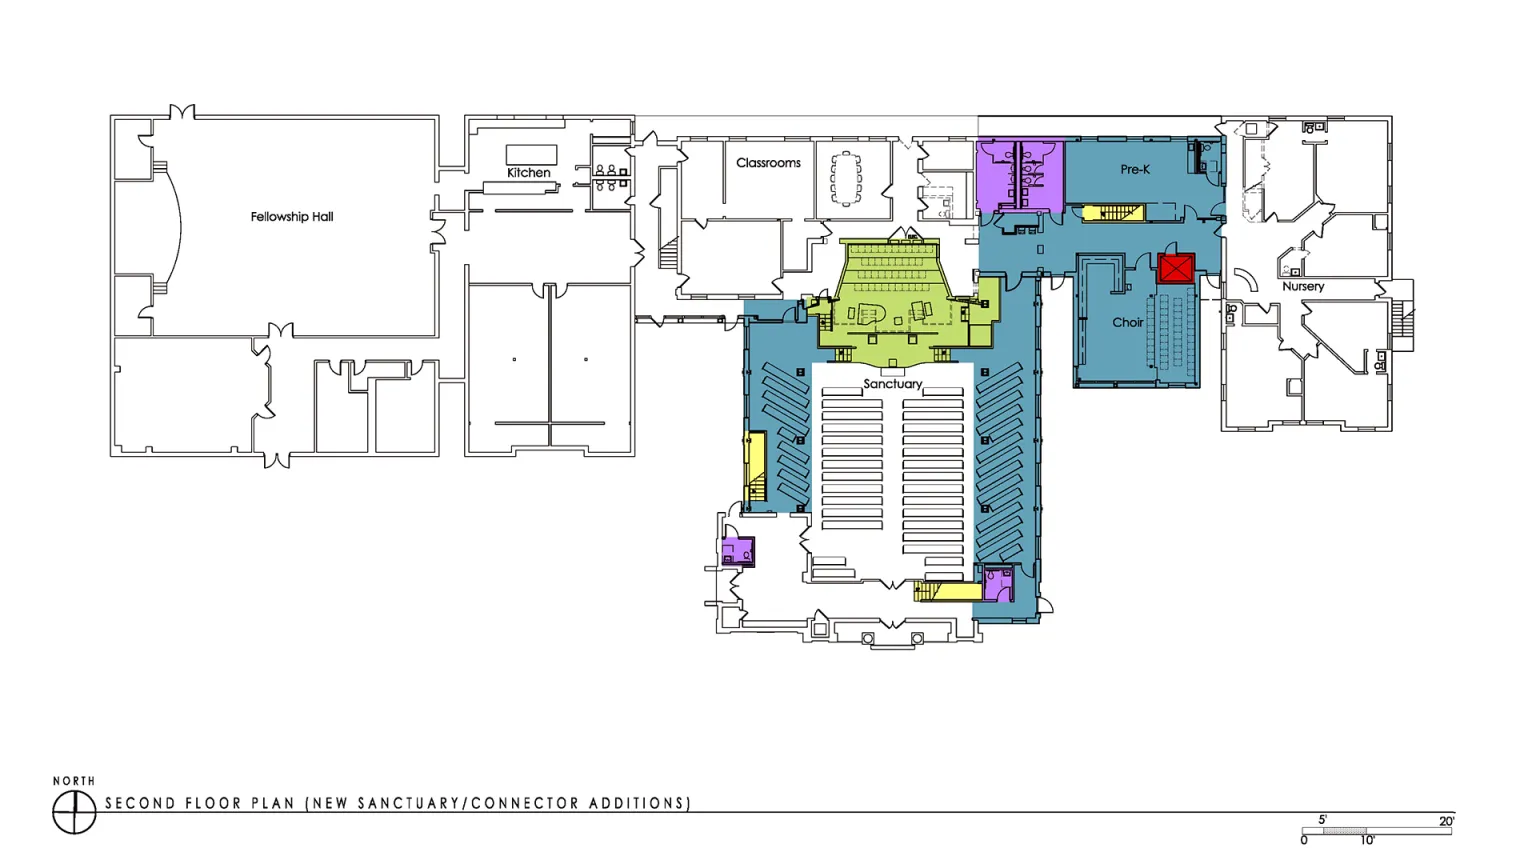 Classrooms
Kitchen
Pre-K
Fellowship Hall
Nursery
Choir
Sanctuary
NORTH
SECOND FLOOR PLAN (NEW SANCTUARY/CONNECTOR ADDITIONS)
5' 20'
0 10'